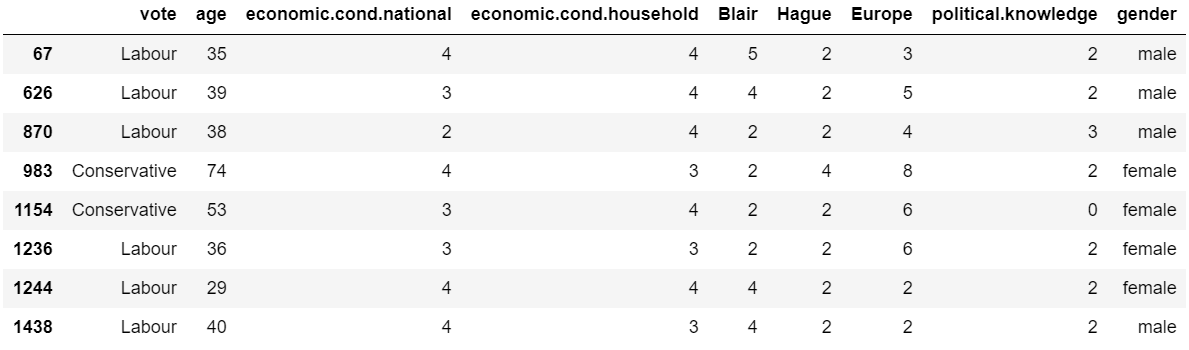 vote age economic.cond.national economic.cond.household Blair Hague Europe political.knowledge gender
67 Labour 35 4 4 5 2 3 2 male
626 Labour 39 3 4 4 2 5 2 male
870 Labour 38 2 4 2 2 4 3 male
983 Conservative 74 4 3 2 4 8 2 female
1154 Conservative 53 3 4 2 2 6 0 female
1236 Labour 36 3 3 2 2 6 2 female
1244 Labour 29 4 4 4 2 2 2 female
1438 Labour 40 4 3 4 2 2 2 male